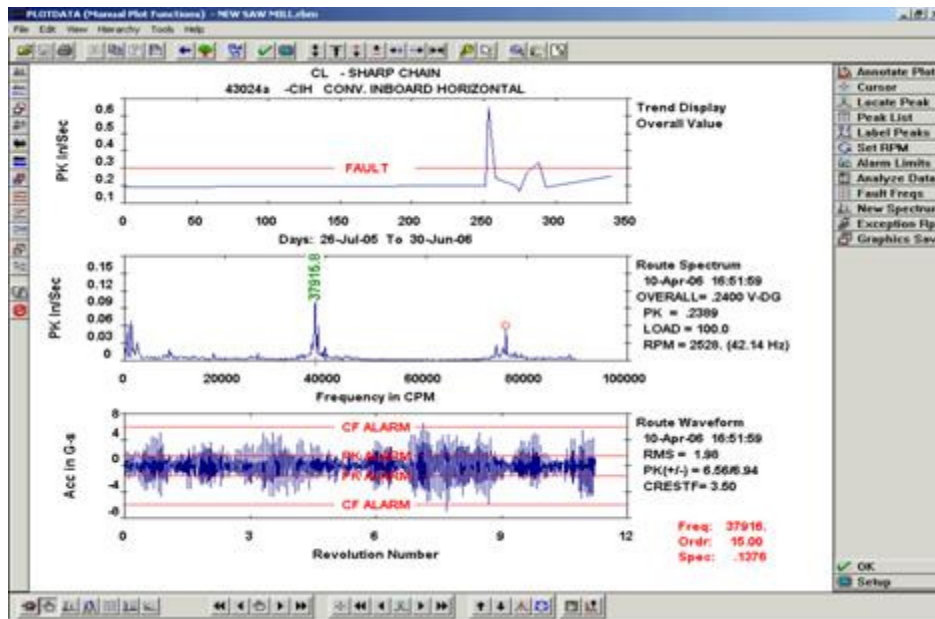 PLOTDATA (Manual Plot Functions) - NEW SAW MILL.rbm
File Edit View Hierarchy Tools Help
CL - SHARP CHAIN
43024a -CIH CONV. INBOARD HORIZONTAL
Trend Display
Overall Value
PK In/Sec
0.6
0.5
0.4
0.3
0.2
0.1
FAULT
0 50 100 150 200 250 300 350
Days: 26-Jul-05 To 30-Jun-06
Route Spectrum
10-Apr-06 16:51:59
OVERALL= .2400 V-DG
PK = .2389
LOAD = 100.0
RPM = 2528. (42.14 Hz)
PK In/Sec
0.15
0.12
0.09
0.06
0.03
0
37915.8
0 20000 40000 60000 80000 100000
Frequency in CPM
Route Waveform
10-Apr-06 16:51:59
RMS = 1.98
PK(+/-) = 6.56/6.94
CRESTF= 3.50
Acc in G-s
8
4
0
-4
-8
CF ALARM
PK ALARM
PK ALARM
CF ALARM
0 3 6 9 12
Revolution Number
Freq: 37916.
Ordr: 15.00
Spec: .1376
Annotate Plot
Cursor
Locate Peak
Peak List
Label Peaks
Set RPM
Alarm Limits
Analyze Data
Fault Freqs
New Spectru
Exception Rp
Graphics Sav
OK
Setup